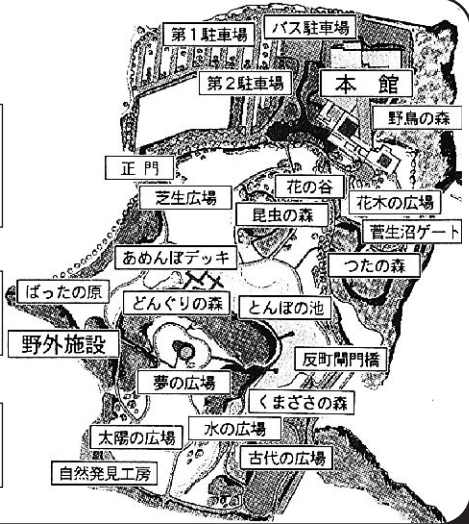 第1駐車場
バス駐車場
第2駐車場
本館
野鳥の森
正門
花の谷
芝生広場
花木の広場
昆虫の森
菅生沼ゲート
あめんぼデッキ
つたの森
ばったの原
どんぐりの森
とんぼの池
野外施設
反町閘門橋
夢の広場
くまざさの森
太陽の広場
水の広場
古代の広場
自然発見工房